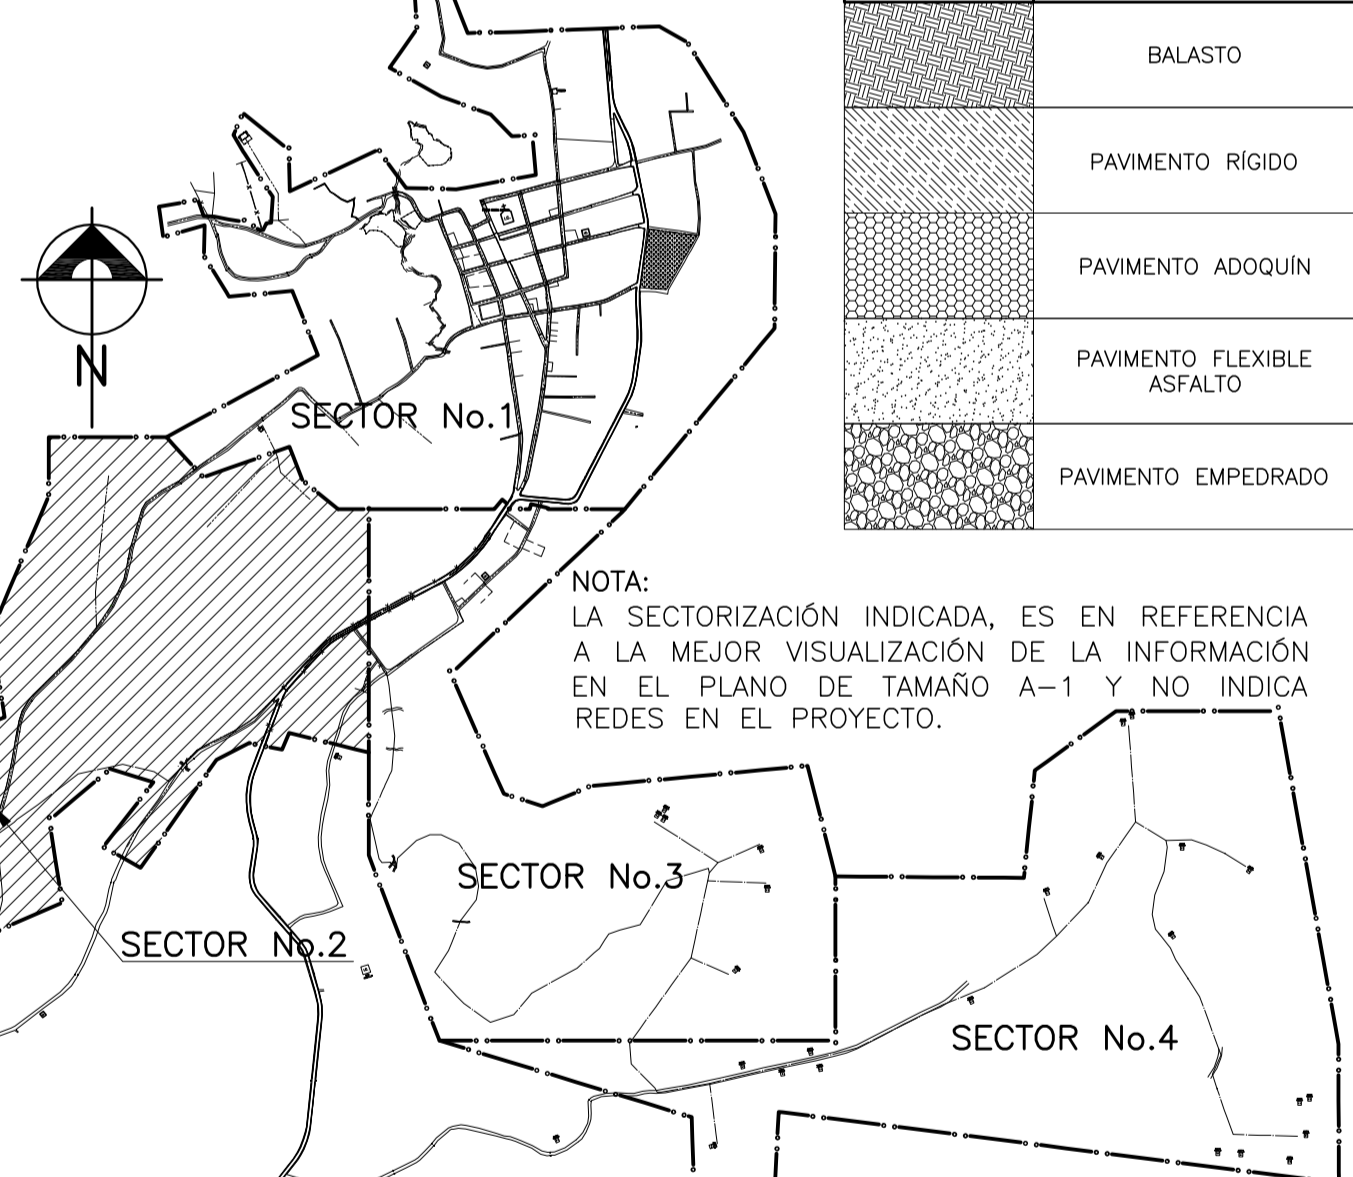 BALASTO
PAVIMENTO RÍGIDO
PAVIMENTO ADOQUÍN
PAVIMENTO FLEXIBLE
ASFALTO
PAVIMENTO EMPEDRADO
N
SECTOR No.1
NOTA:
LA SECTORIZACIÓN INDICADA, ES EN REFERENCIA
A LA MEJOR VISUALIZACIÓN DE LA INFORMACIÓN
EN EL PLANO DE TAMAÑO A-1 Y NO INDICA
REDES EN EL PROYECTO.
SECTOR No.3
SECTOR No.2
SECTOR No.4